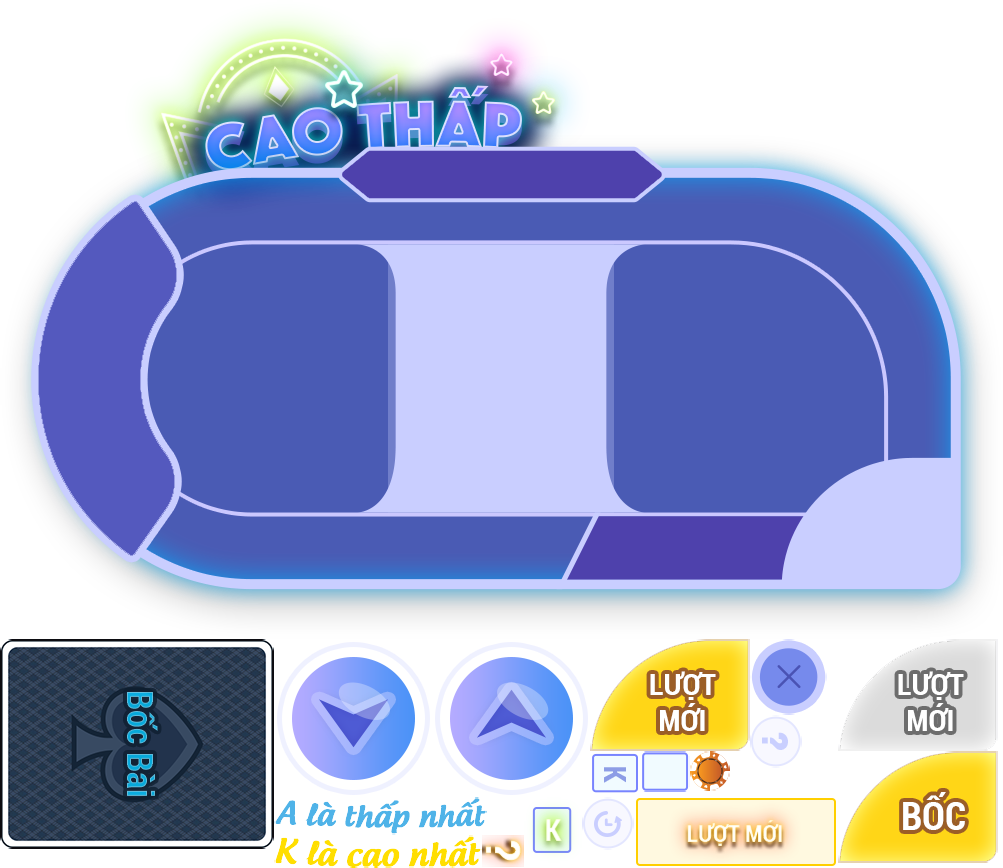 CAO THẤP
Bốc Bài
LƯỢT
MỚI
LƯỢT
MỚI
?
K
A là thấp nhất
K là cao nhất
?
K
LƯỢT MỚI
BỐC